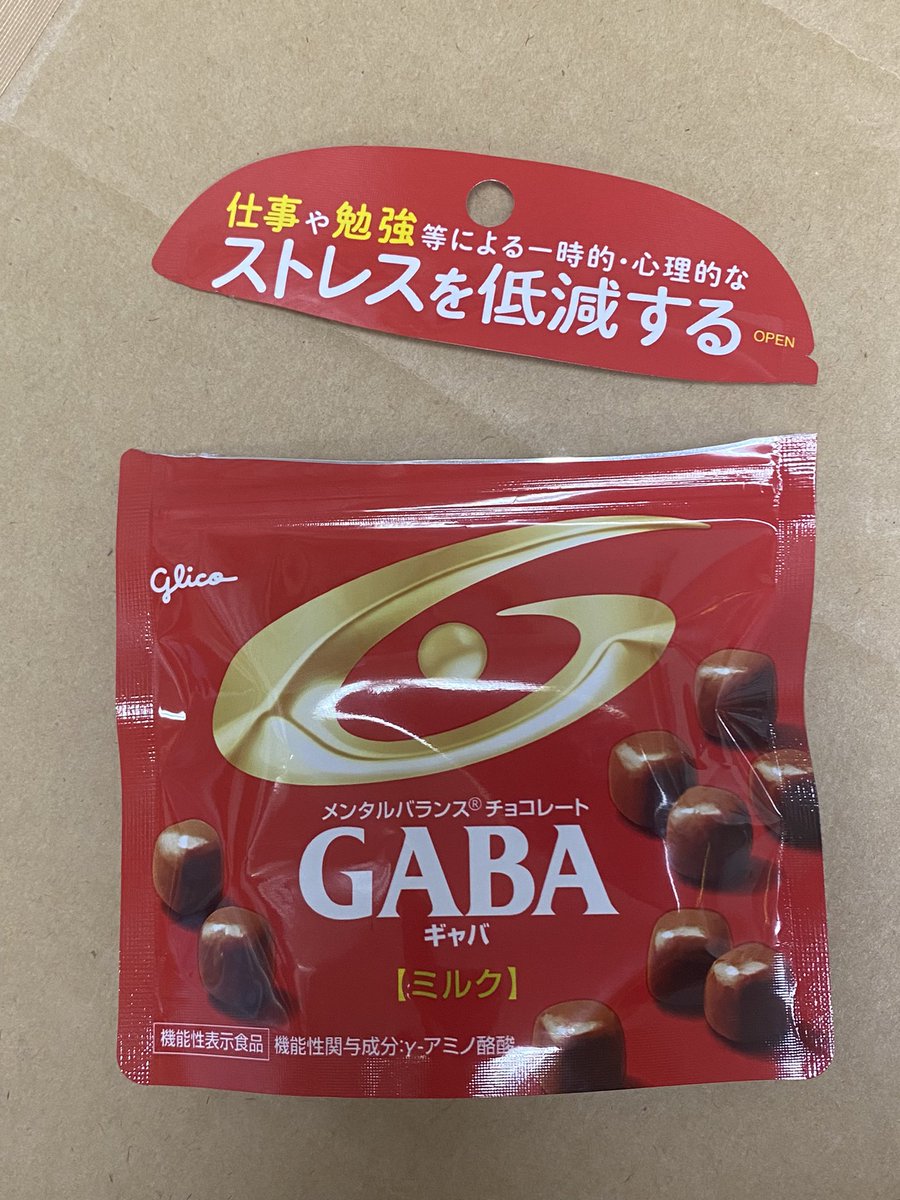 仕事や勉強等による一時的・心理的な
ストレスを低減する
OPEN
glico
メンタルバランス®チョコレート
GABA
ギャバ
【ミルク】
機能性表示食品 機能性関与成分:γ-アミノ酪酸